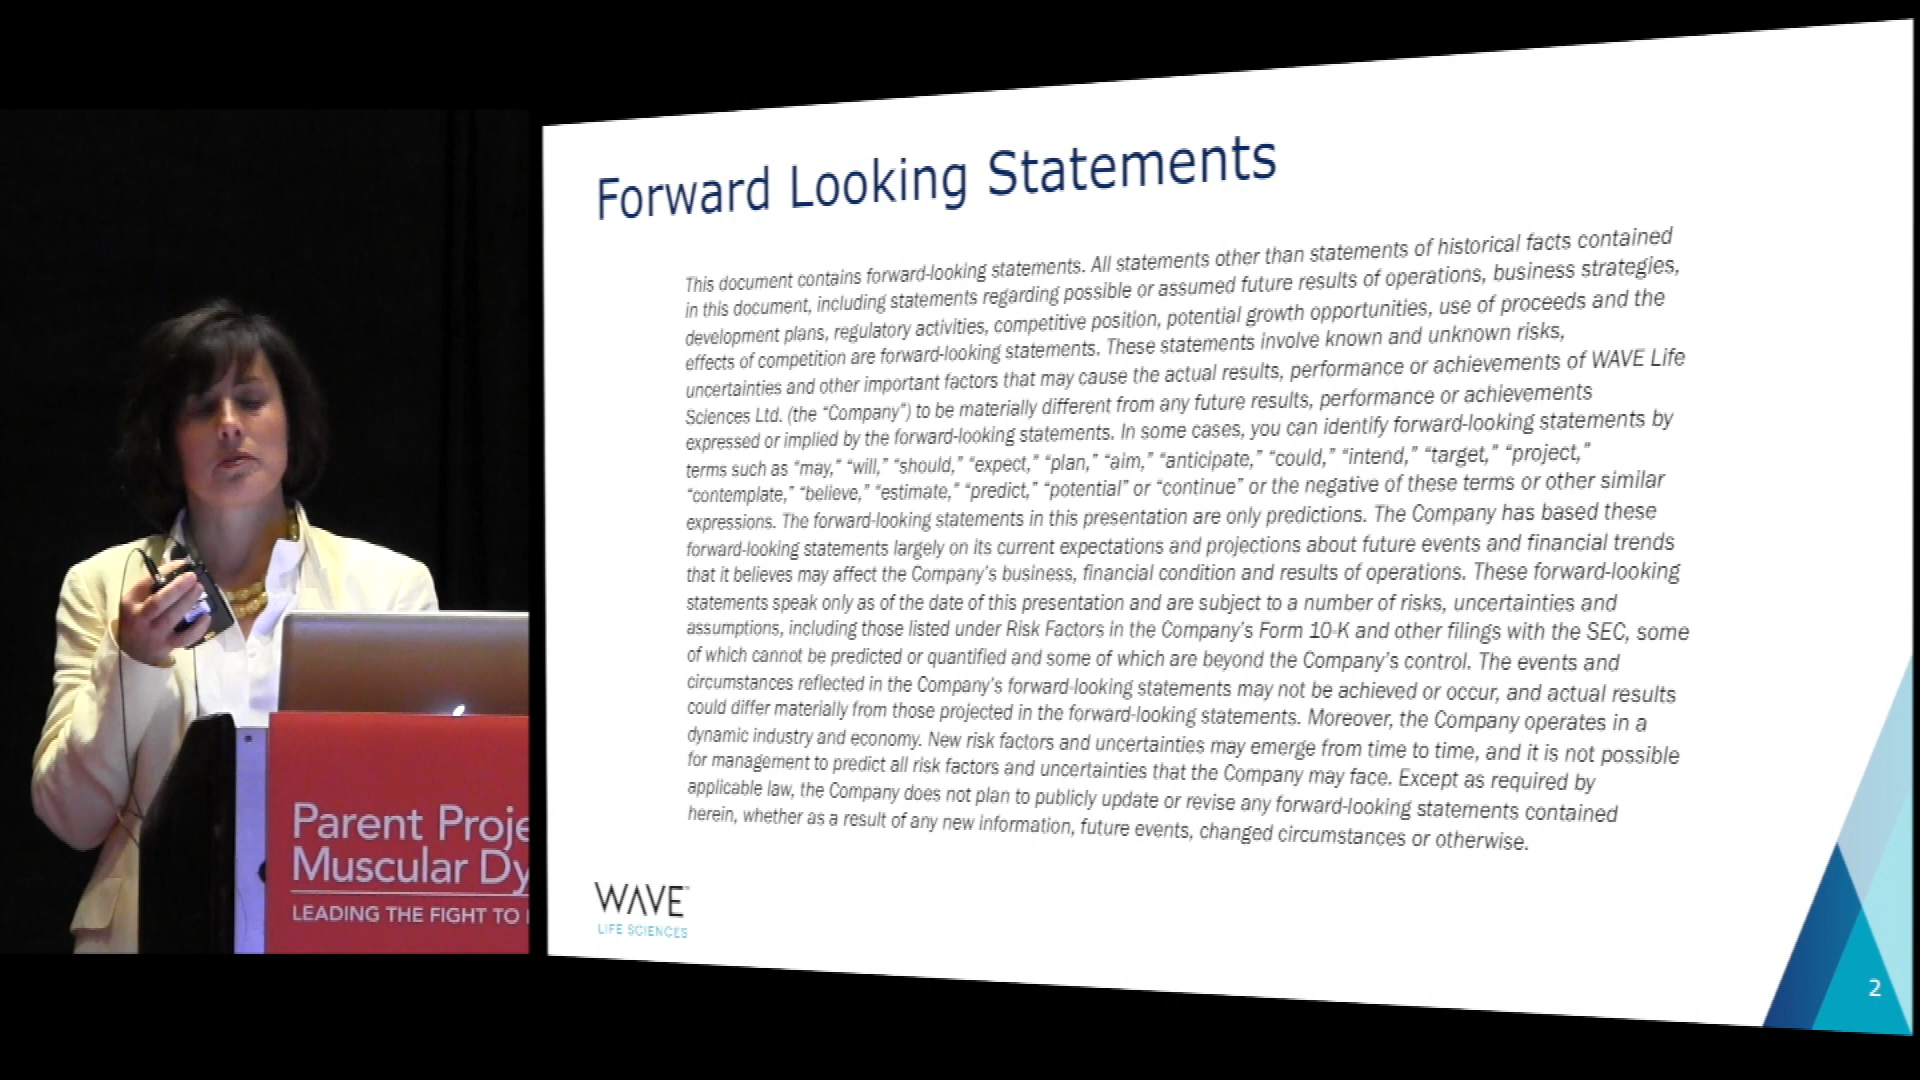 Forward Looking Statements
This document contains forward-looking statements. All statements other than statements of historical facts contained
in this document, including statements regarding possible or assumed future results of operations, business strategies,
development plans, regulatory activities, competitive position, potential growth opportunities, use of proceeds and the
effects of competition are forward-looking statements. These statements involve known and unknown risks,
uncertainties and other important factors that may cause the actual results, performance or achievements of WAVE Life
Sciences Ltd. (the “Company”) to be materially different from any future results, performance or achievements
expressed or implied by the forward-looking statements. In some cases, you can identify forward-looking statements by
terms such as “may,” “will,” “should,” “expect,” “plan,” “aim,” “anticipate,” “could,” “intend,” “target,” “project,”
“contemplate,” “believe,” “estimate,” “predict,” “potential” or “continue” or the negative of these terms or other similar
expressions. The forward-looking statements in this presentation are only predictions. The Company has based these
forward-looking statements largely on its current expectations and projections about future events and financial trends
that it believes may affect the Company’s business, financial condition and results of operations. These forward-looking
statements speak only as of the date of this presentation and are subject to a number of risks, uncertainties and
assumptions, including those listed under Risk Factors in the Company’s Form 10-K and other filings with the SEC, some
of which cannot be predicted or quantified and some of which are beyond the Company’s control. The events and
circumstances reflected in the Company’s forward-looking statements may not be achieved or occur, and actual results
could differ materially from those projected in the forward-looking statements. Moreover, the Company operates in a
dynamic industry and economy. New risk factors and uncertainties may emerge from time to time, and it is not possible
for management to predict all risk factors and uncertainties that the Company may face. Except as required by
applicable law, the Company does not plan to publicly update or revise any forward-looking statements contained
herein, whether as a result of any new information, future events, changed circumstances or otherwise.
WAVE™
LIFE SCIENCES
2
Parent Proje
Muscular Dy
LEADING THE FIGHT TO